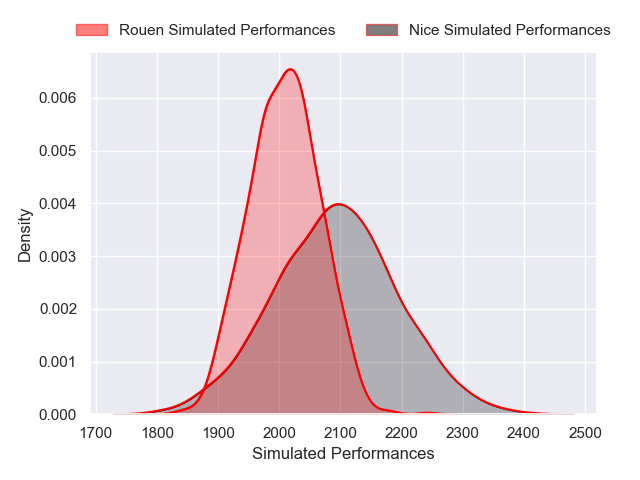 Rouen Simulated Performances Nice Simulated Performances
0.006
0.005
0.004
0.003
0.002
0.001
0.000
Density
1700 1800 1900 2000 2100 2200 2300 2400 2500
Simulated Performances